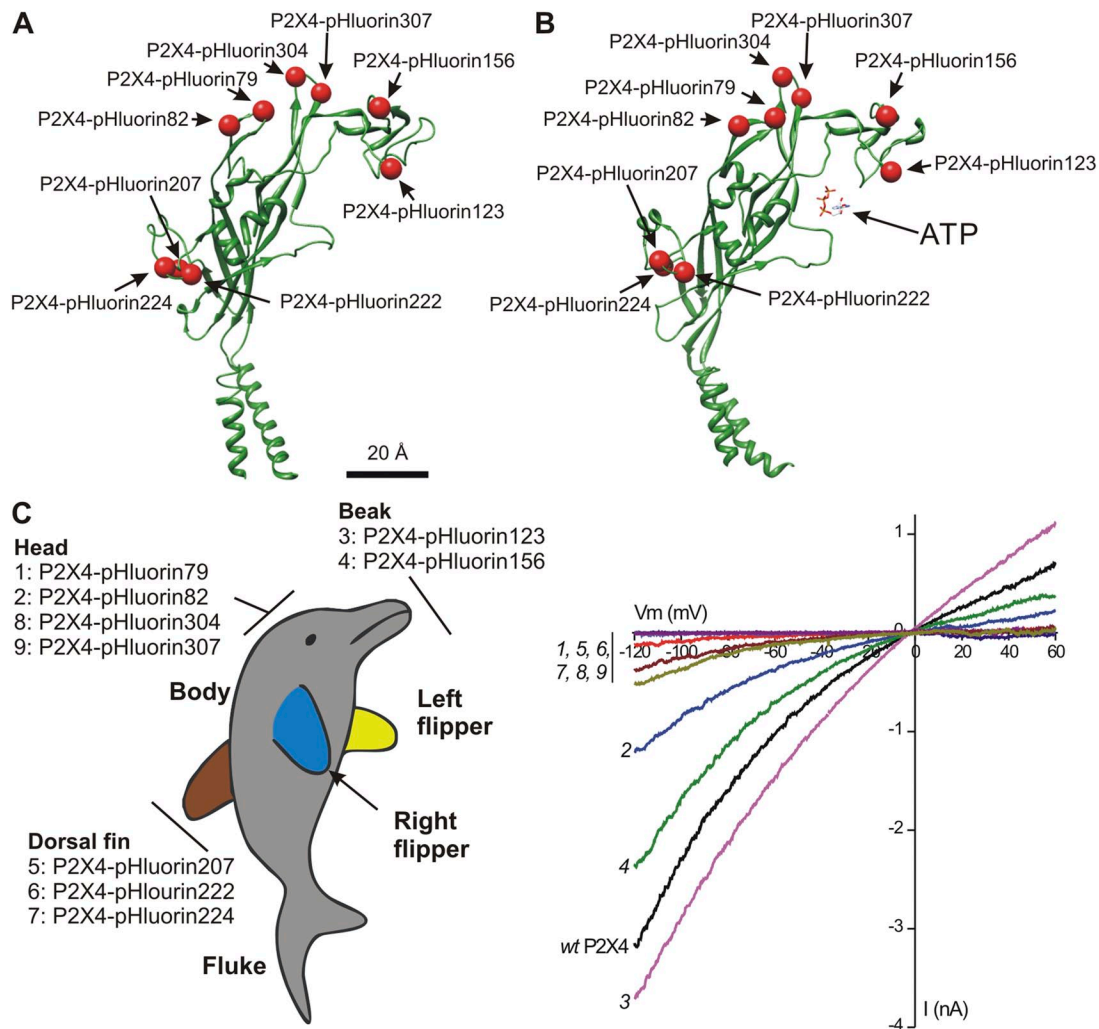 A
P2X4-pHluorin307
P2X4-pHluorin304
P2X4-pHluorin156
P2X4-pHluorin79
P2X4-pHluorin82
P2X4-pHluorin207
P2X4-pHluorin123
P2X4-pHluorin224
P2X4-pHluorin222
20 Å
B
P2X4-pHluorin307
P2X4-pHluorin304
P2X4-pHluorin156
P2X4-pHluorin79
P2X4-pHluorin82
P2X4-pHluorin123
P2X4-pHluorin207
ATP
P2X4-pHluorin224
P2X4-pHluorin222
C
Head
1: P2X4-pHluorin79
2: P2X4-pHluorin82
8: P2X4-pHluorin304
9: P2X4-pHluorin307
Beak
3: P2X4-pHluorin123
4: P2X4-pHluorin156
Body
Left
flipper
Right
flipper
Dorsal fin
5: P2X4-pHluorin207
6: P2X4-pHlourin222
7: P2X4-pHluorin224
Fluke
Vm (mV)
-120 -100 -80 -60 -40 -20 0 20 40 60
1
-1
-2
-3
-4
I (nA)
1, 5, 6,
7, 8, 9
2
4
wt P2X4
3